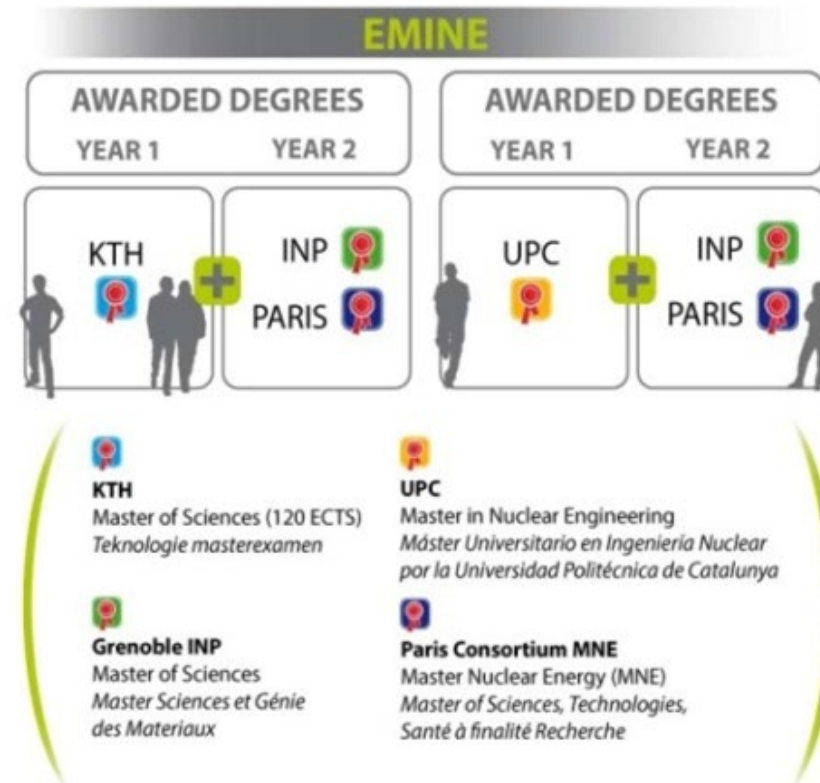 EMINE
AWARDED DEGREES
YEAR 1 YEAR 2
AWARDED DEGREES
YEAR 1 YEAR 2
KTH
+
INP
PARIS
UPC
+
INP
PARIS
KTH
Master of Sciences (120 ECTS)
Teknologie masterexamen
UPC
Master in Nuclear Engineering
Máster Universitario en Ingeniería Nuclear
por la Universidad Politécnica de Catalunya
Grenoble INP
Master of Sciences
Master Sciences et Génie
des Materiaux
Paris Consortium MNE
Master Nuclear Energy (MNE)
Master of Sciences, Technologies,
Santé à finalité Recherche